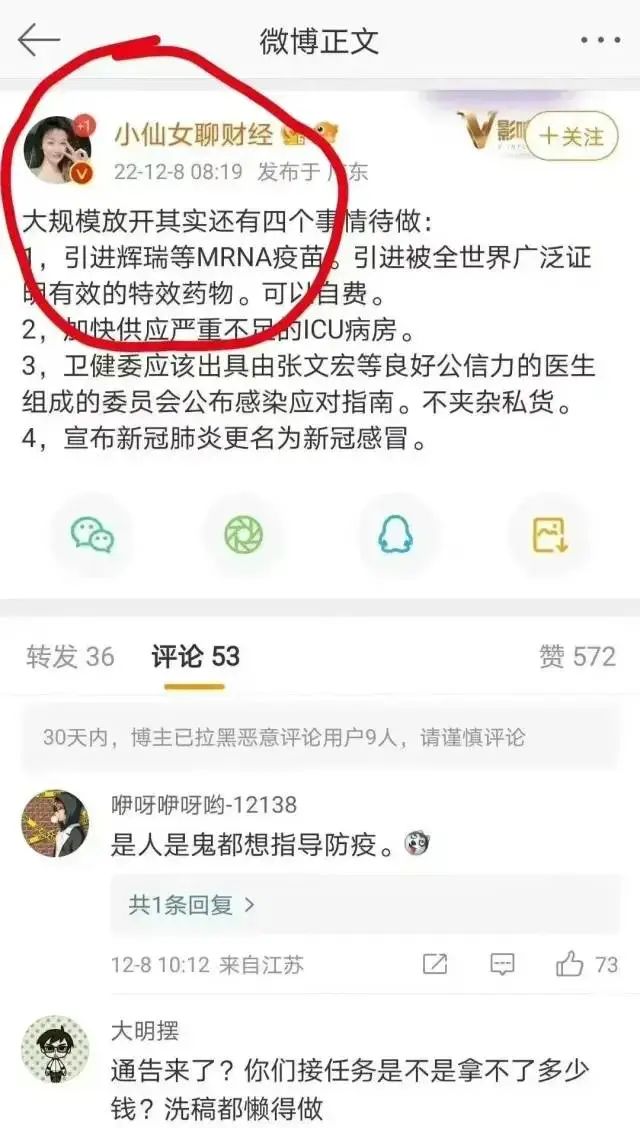 微博正文
+1
小仙女聊财经
V影响
V
+关注
22-12-8 08:19 发布于 广东
大规模放开其实还有四个事情待做：
1，引进辉瑞等MRNA疫苗。引进被全世界广泛证
明有效的特效药物。可以自费。
2，加快供应严重不足的ICU病房。
3，卫健委应该出具由张文宏等良好公信力的医生
组成的委员会公布感染应对指南。不夹杂私货。
4，宣布新冠肺炎更名为新冠感冒。
转发 36 评论 53 赞 572
30天内，博主已拉黑恶意评论用户9人，请谨慎评论
咿呀咿呀哟-12138
是人是鬼都想指导防疫。
共1条回复 >
12-8 10:12 来自江苏 73
大明摆
通告来了？你们接任务是不是拿不了多少
钱？洗稿都懒得做